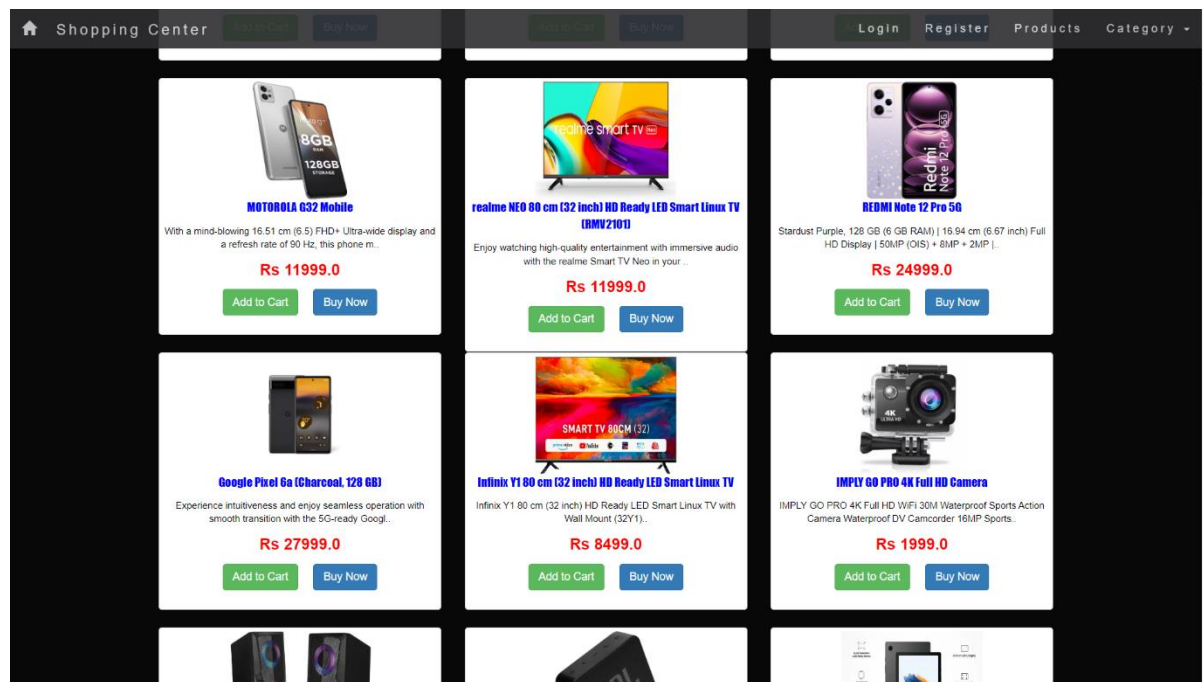 Shopping Center
Login
Register
Products
Category
8GB
RAM
128GB
STORAGE
MOTOROLA G32 Mobile
With a mind-blowing 16.51 cm (6.5) FHD+ Ultra-wide display and
a refresh rate of 90 Hz, this phone m..
Rs 11999.0
Add to Cart
Buy Now
realme smart TV Neo
realme NEO 80 cm (32 inch) HD Ready LED Smart Linux TV
(RMV2101)
Enjoy watching high-quality entertainment with immersive audio
with the realme Smart TV Neo in your ..
Rs 11999.0
Add to Cart
Buy Now
Redmi
Note 12 Pro 5G
REDMI Note 12 Pro 5G
Stardust Purple, 128 GB (6 GB RAM) | 16.94 cm (6.67 inch) Full
HD Display | 50MP (OIS) + 8MP + 2MP |..
Rs 24999.0
Add to Cart
Buy Now
Google Pixel 6a (Charcoal, 128 GB)
Experience intuitiveness and enjoy seamless operation with
smooth transition with the 5G-ready Googl..
Rs 27999.0
Add to Cart
Buy Now
SMART TV 80CM (32)
Infinix Y1 80 cm (32 inch) HD Ready LED Smart Linux TV
Infinix Y1 80 cm (32 inch) HD Ready LED Smart Linux TV with
Wall Mount (32Y1)..
Rs 8499.0
Add to Cart
Buy Now
4K
ULTRA HD
IMPLY GO PRO 4K Full HD Camera
IMPLY GO PRO 4K Full HD WiFi 30M Waterproof Sports Action
Camera Waterproof DV Camcorder 16MP Sports..
Rs 1999.0
Add to Cart
Buy Now